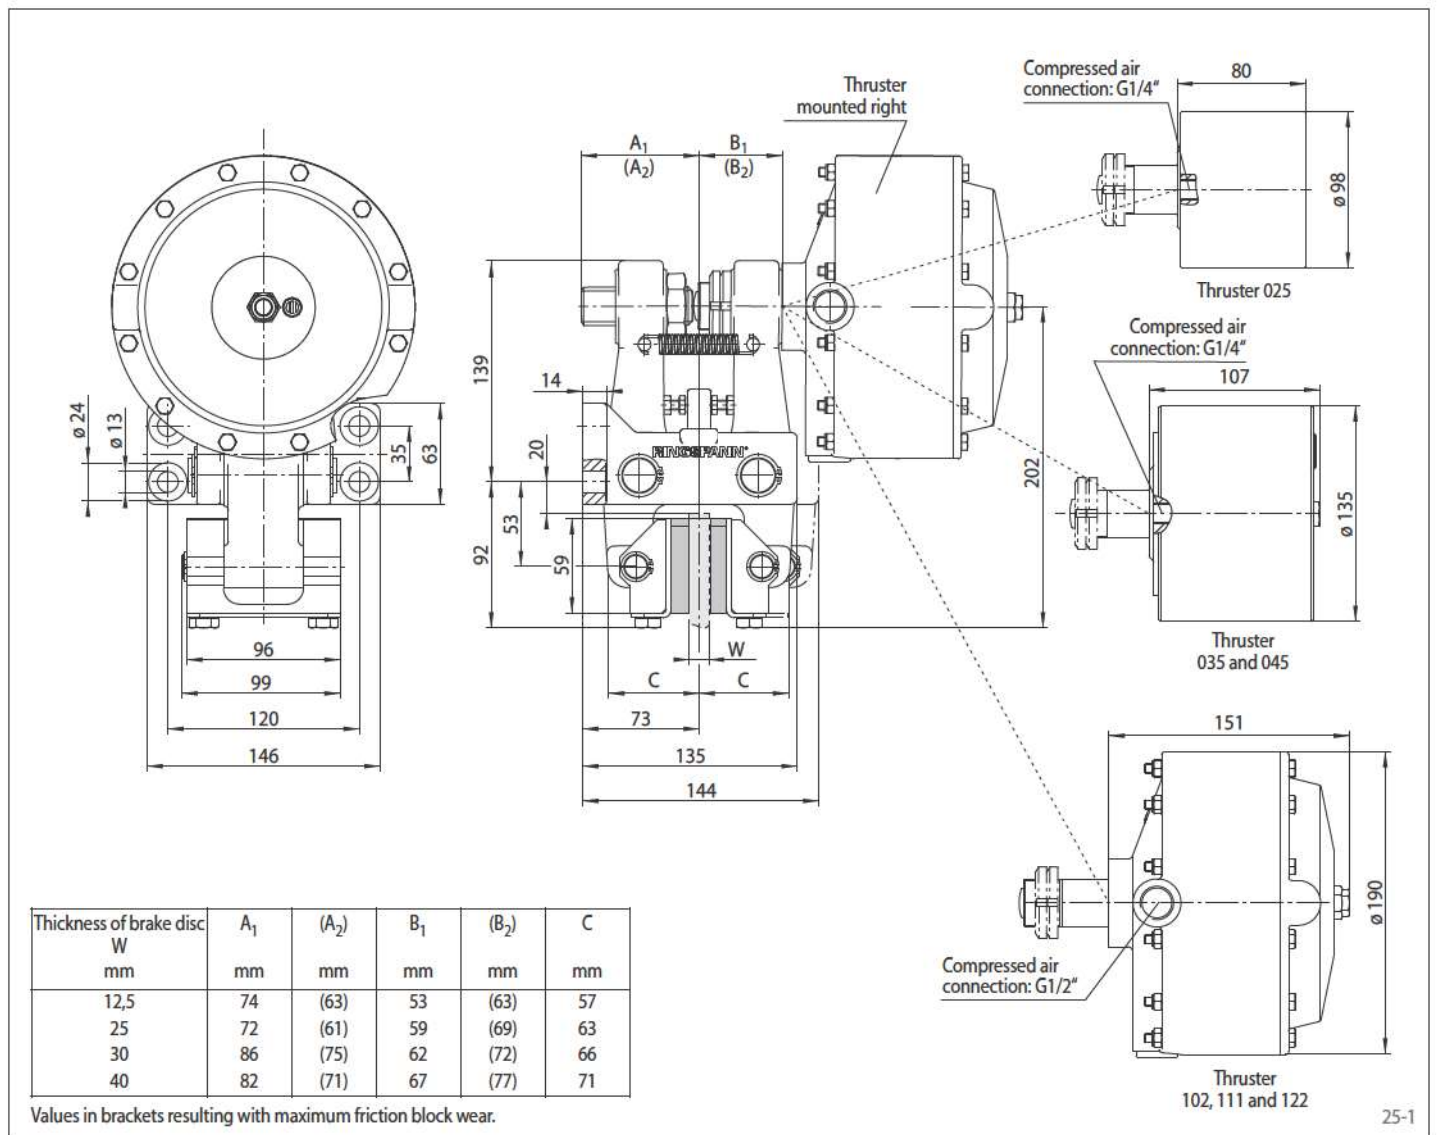 Compressed air
connection: G1/4"
80
Thruster
mounted right
A1
(A2)
B1
(B2)
ø 98
Thruster 025
Compressed air
connection: G1/4"
107
139
14
ø 24
ø 13
35
63
20
RINGSPANN®
202
ø 135
53
92
59
Thruster
035 and 045
96
W
99
C
C
120
73
151
146
135
144
ø 190
Compressed air
connection: G1/2"
Thruster
102, 111 and 122
Thickness of brake disc A1 (A2) B1 (B2) C
W
mm mm mm mm mm mm
12,5 74 (63) 53 (63) 57
25 72 (61) 59 (69) 63
30 86 (75) 62 (72) 66
40 82 (71) 67 (77) 71
Values in brackets resulting with maximum friction block wear.
25-1